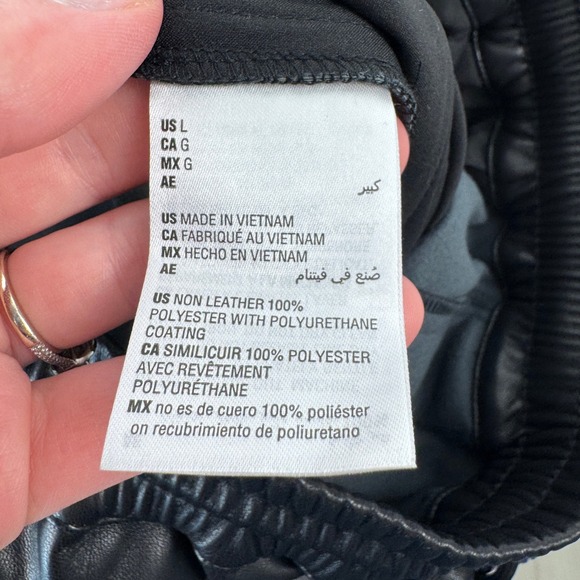 US L
CA G
MX G
AE كبير
US MADE IN VIETNAM
CA FABRIQUÉ AU VIETNAM
MX HECHO EN VIETNAM
AE صُنع في فيتنام
US NON LEATHER 100%
POLYESTER WITH POLYURETHANE
COATING
CA SIMILICUIR 100% POLYESTER
AVEC REVÊTEMENT
POLYURÉTHANE
MX no es de cuero 100% poliéster
on recubrimiento de poliuretano